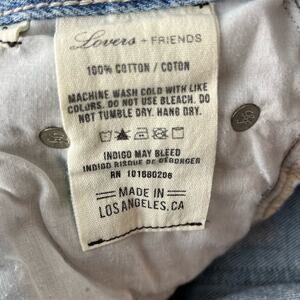 Lovers + FRIENDS
100% COTTON / COTON
MACHINE WASH COLD WITH LIKE
COLORS. DO NOT USE BLEACH. DO
NOT TUMBLE DRY. HANG DRY.
INDIGO MAY BLEED
INDIGO RISQUE DE DÉGORGER
RN 101680206
MADE IN
LOS ANGELES, CA